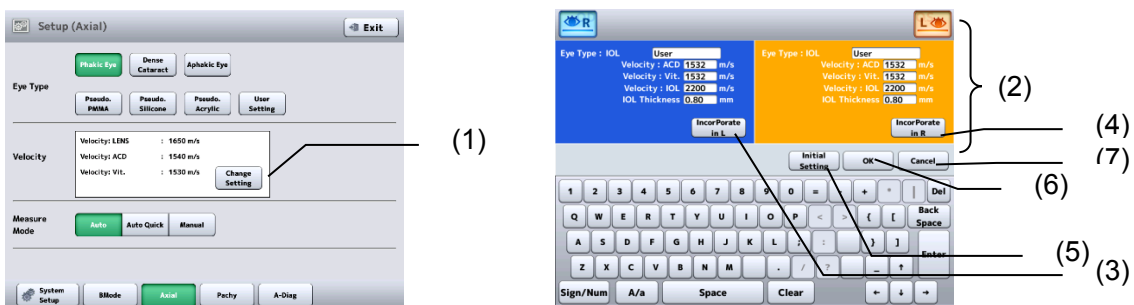 Setup (Axial)
Exit
Eye Type
Phakic Eye
Dense
Cataract
Aphakic Eye
Pseudo.
PMMA
Pseudo.
Silicone
Pseudo.
Acrylic
User
Setting
Velocity
Velocity: LENS : 1650 m/s
Velocity: ACD : 1540 m/s
Velocity: Vit. : 1530 m/s
Change
Setting
(1)
Measure
Mode
Auto
Auto Quick
Manual
System
Setup
BMode
Axial
Pachy
A-Diag
R
L
Eye Type : IOL User
Velocity : ACD 1532 m/s
Velocity : Vit. 1532 m/s
Velocity : IOL 2200 m/s
IOL Thickness 0.80 mm
IncorPorate
in L
Eye Type : IOL User
Velocity : ACD 1532 m/s
Velocity : Vit. 1532 m/s
Velocity : IOL 2200 m/s
IOL Thickness 0.80 mm
IncorPorate
in R
(2)
(4)
(7)
Initial
Setting
OK
Cancel
(6)
1 2 3 4 5 6 7 8 9 0 = - + * | Del
Q W E R T Y U I O P < > { [ Back Space
A S D F G H J K L ; : } ] Enter
Z X C V B N M . / ? _ ↑
Sign/Num A/a Space Clear ← ↓ →
(5)
(3)